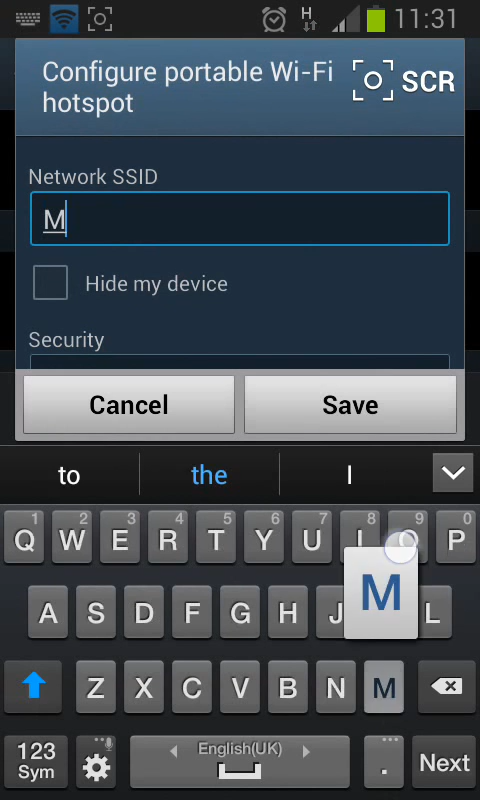 H 11:31
Configure portable Wi-Fi
hotspot
SCR
Network SSID
M
Hide my device
Security
Cancel Save
to the I
1 2 3 4 5 6 7 8 9 0
Q W E R T Y U I O P
A S D F G H J L
M
Z X C V B N M
123
Sym
English(UK)
.
Next